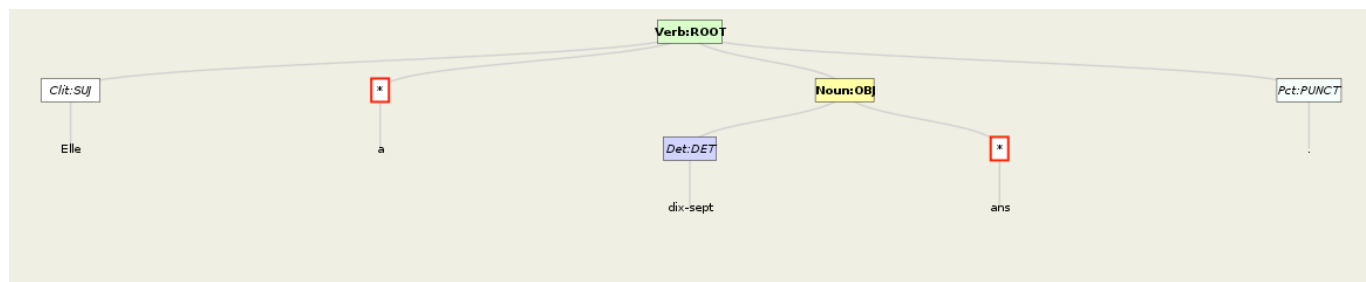 Verb:ROOT
Clit:SUJ * Noun:OBJ Pct:PUNCT
Elle a Det:DET * .
dix-sept ans